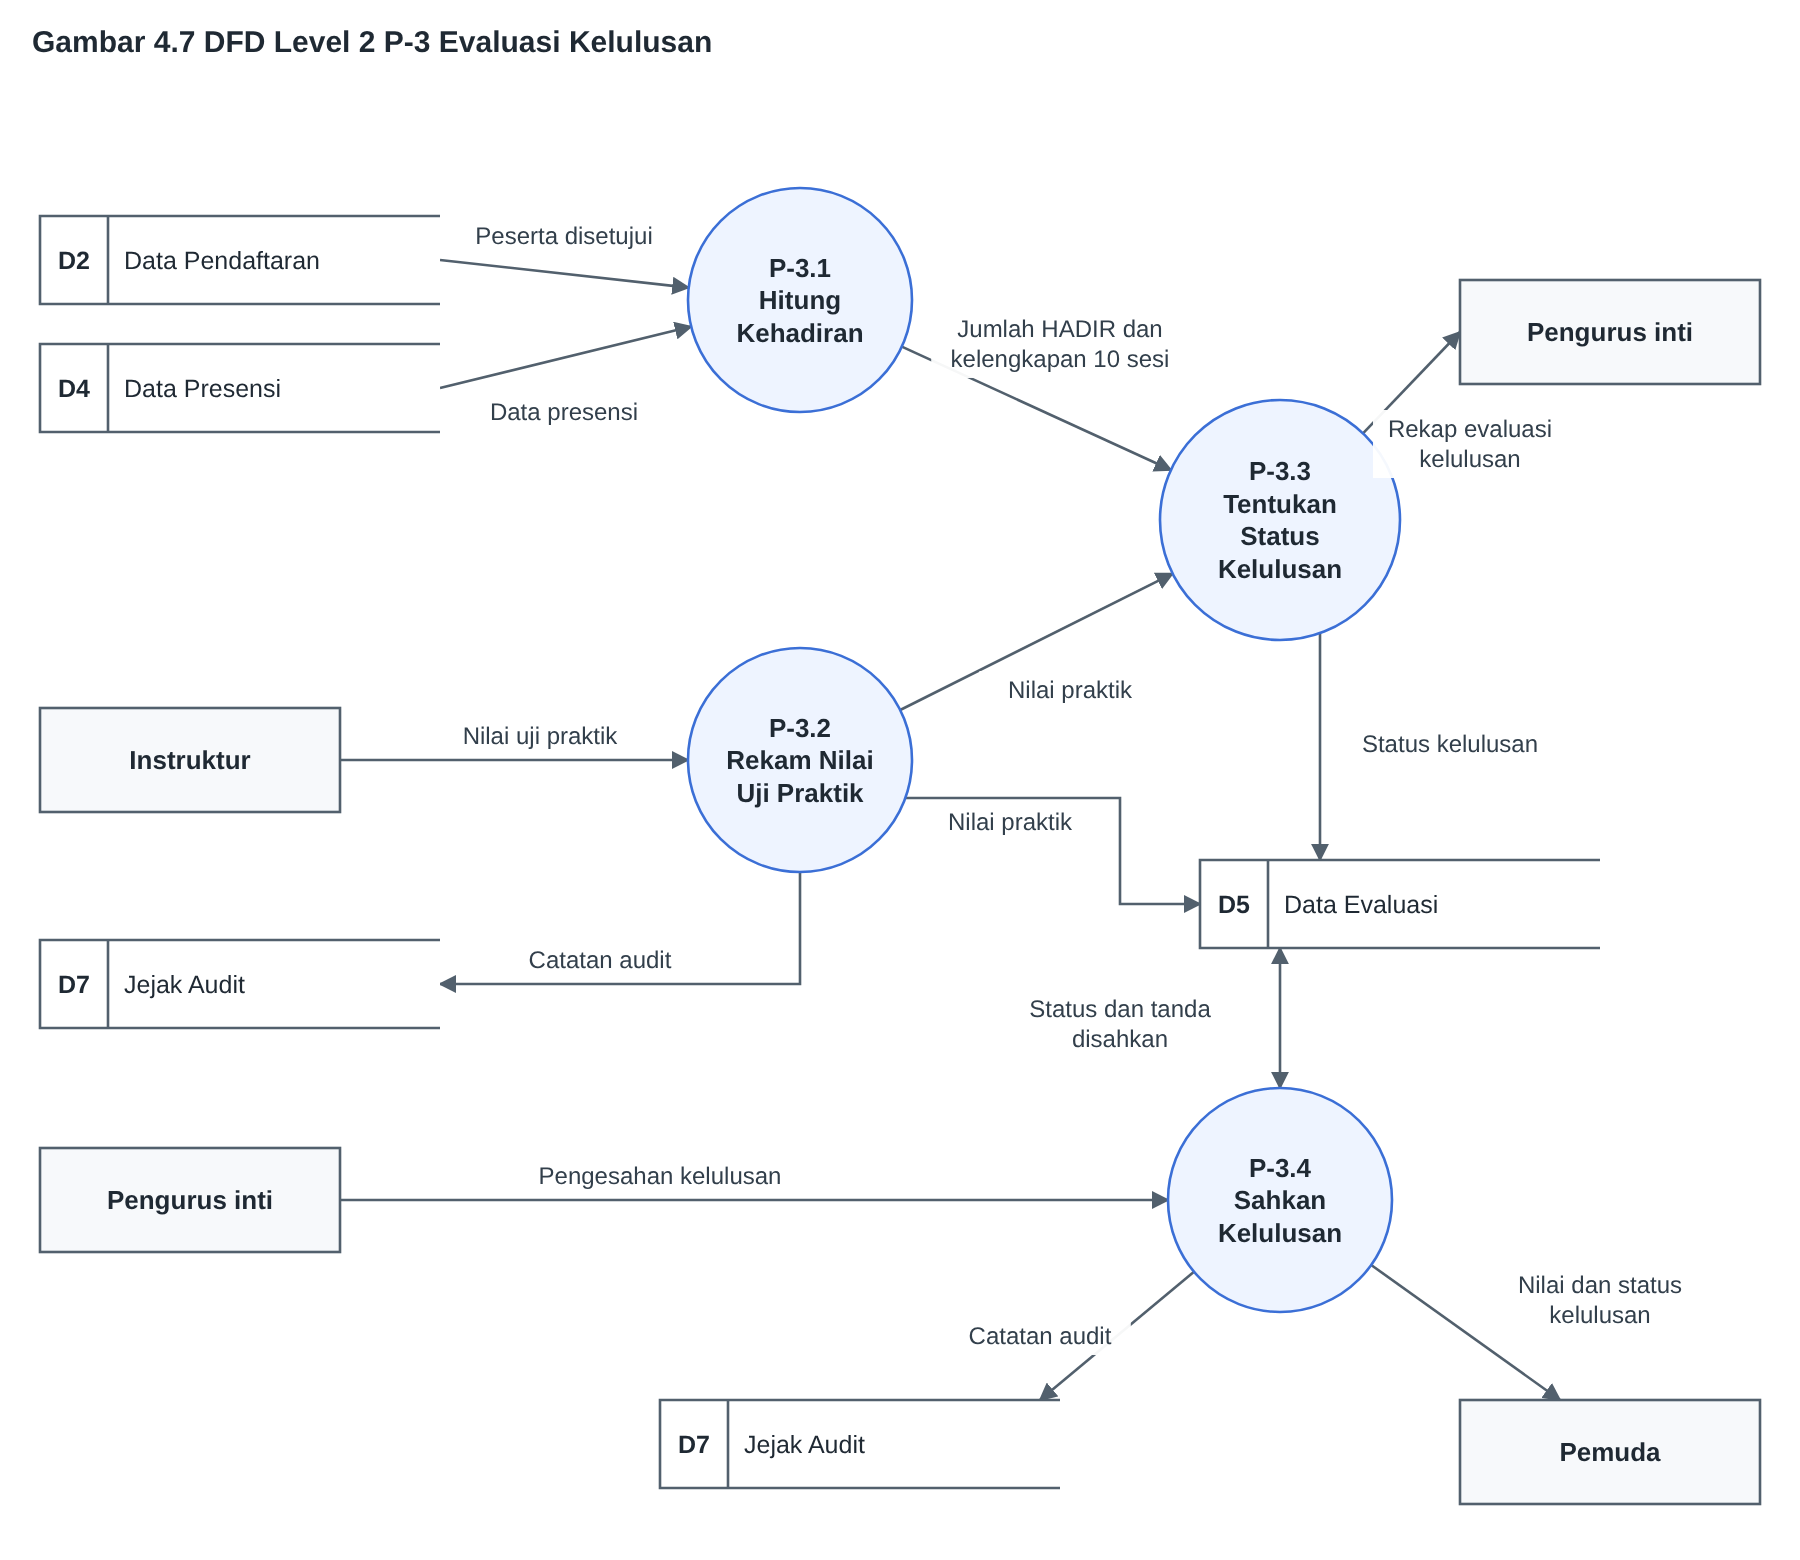 Gambar 4.7 DFD Level 2 P-3 Evaluasi Kelulusan
D2
Data Pendaftaran
Peserta disetujui
P-3.1
Hitung
Kehadiran
D4
Data Presensi
Data presensi
Jumlah HADIR dan
kelengkapan 10 sesi
Pengurus inti
Rekap evaluasi
kelulusan
P-3.3
Tentukan
Status
Kelulusan
Instruktur
Nilai uji praktik
P-3.2
Rekam Nilai
Uji Praktik
Nilai praktik
Status kelulusan
Nilai praktik
D5
Data Evaluasi
D7
Jejak Audit
Catatan audit
Status dan tanda
disahkan
Pengurus inti
Pengesahan kelulusan
P-3.4
Sahkan
Kelulusan
Catatan audit
Nilai dan status
kelulusan
D7
Jejak Audit
Pemuda